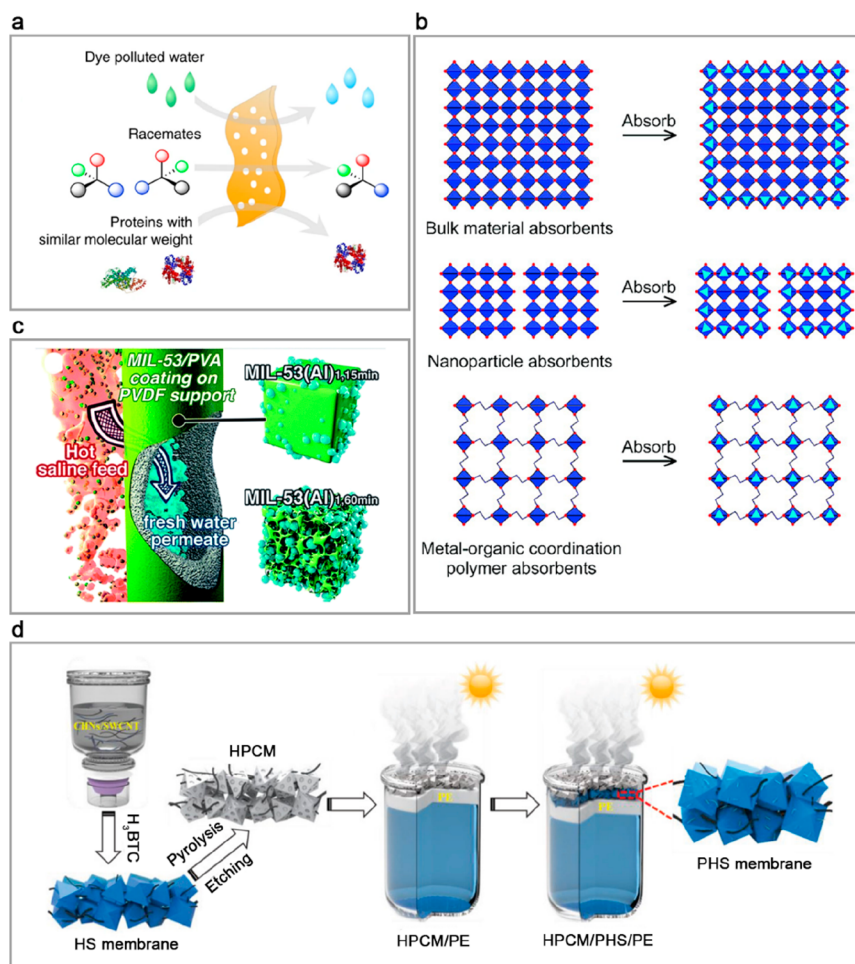 a
Dye polluted water
Racemates
Proteins with
similar molecular weight
b
Absorb
Bulk material absorbents
Absorb
Nanoparticle absorbents
Absorb
Metal-organic coordination
polymer absorbents
c
MIL-53/PVA
coating on
PVDF support
Hot
saline feed
fresh water
permeate
MIL-53(Al)1,15min
MIL-53(Al)1,60min
d
H3BTC
HS membrane
Pyrolysis
Etching
HPCM
PE
HPCM/PE
PE
HPCM/PHS/PE
PHS membrane